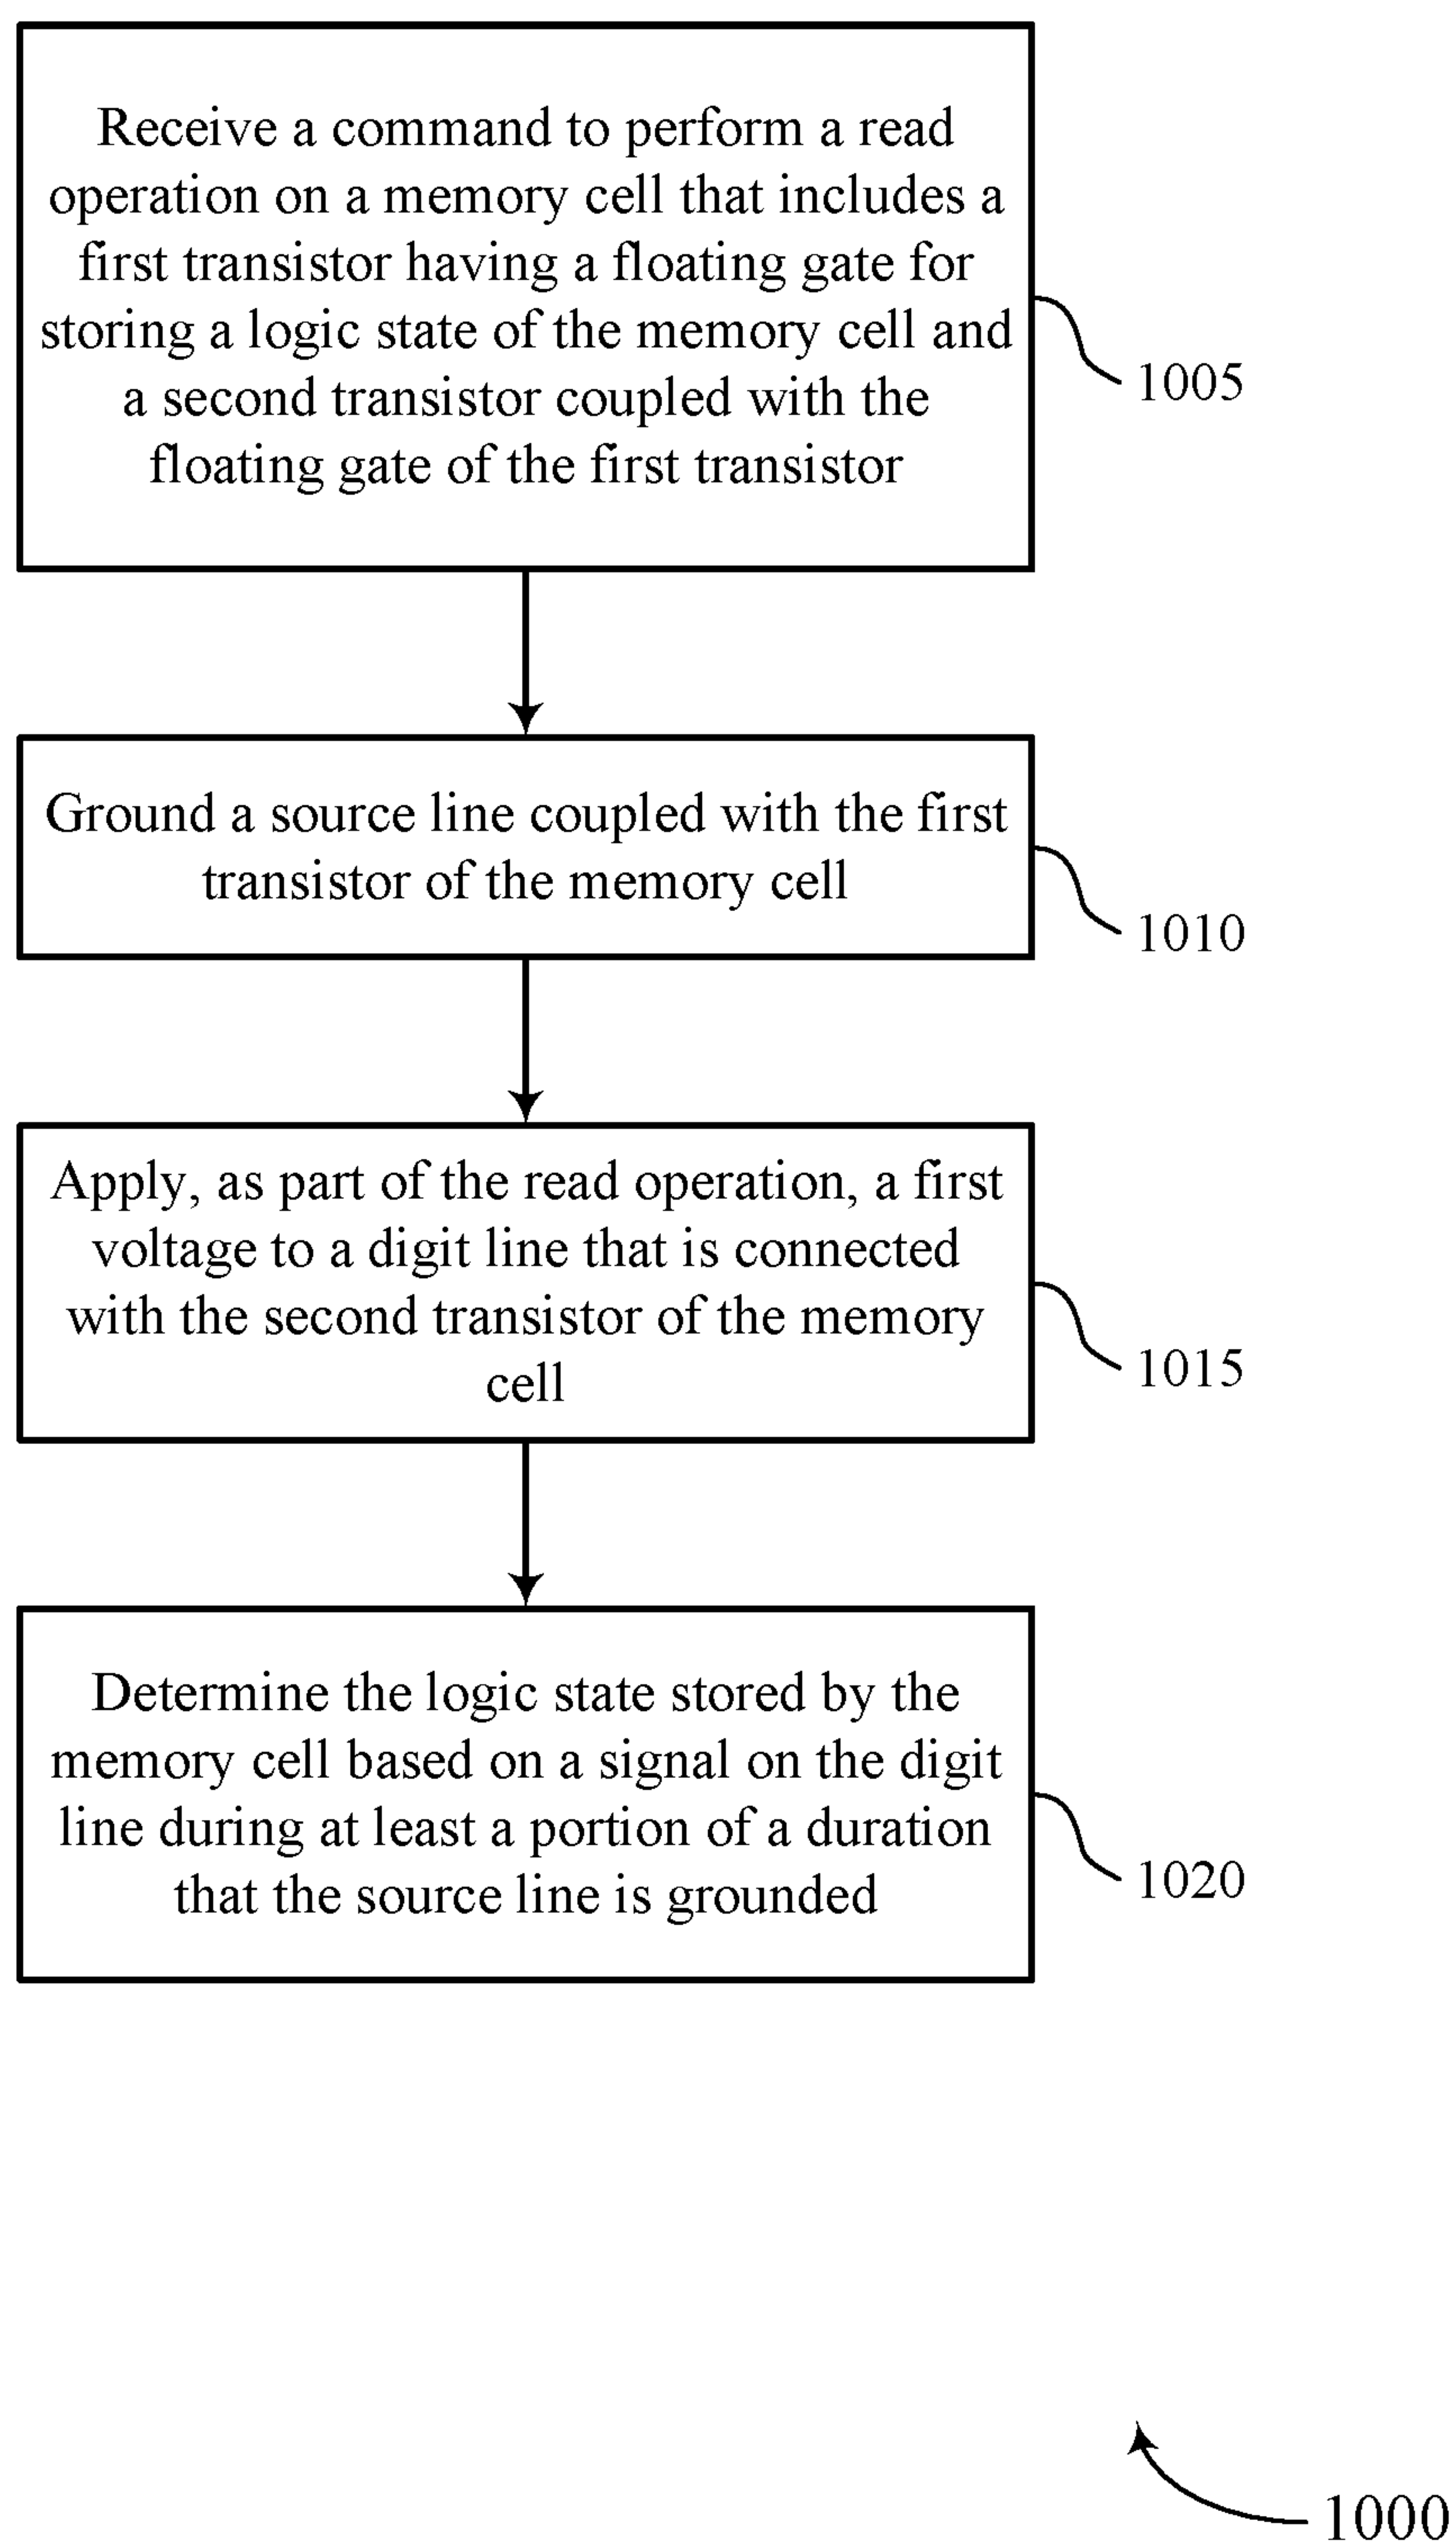 Receive a command to perform a read
operation on a memory cell that includes a
first transistor having a floating gate for
storing a logic state of the memory cell and
a second transistor coupled with the
floating gate of the first transistor
1005
Ground a source line coupled with the first
transistor of the memory cell
1010
Apply, as part of the read operation, a first
voltage to a digit line that is connected
with the second transistor of the memory
cell
1015
Determine the logic state stored by the
memory cell based on a signal on the digit
line during at least a portion of a duration
that the source line is grounded
1020
1000